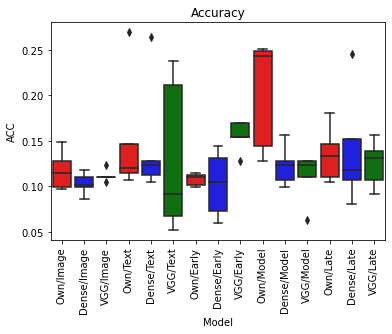 Accuracy
ACC
0.25
0.20
0.15
0.10
0.05
Own/Image
Dense/Image
VGG/Image
Own/Text
Dense/Text
VGG/Text
Own/Early
Dense/Early
VGG/Early
Own/Model
Dense/Model
VGG/Model
Own/Late
Dense/Late
VGG/Late
Model